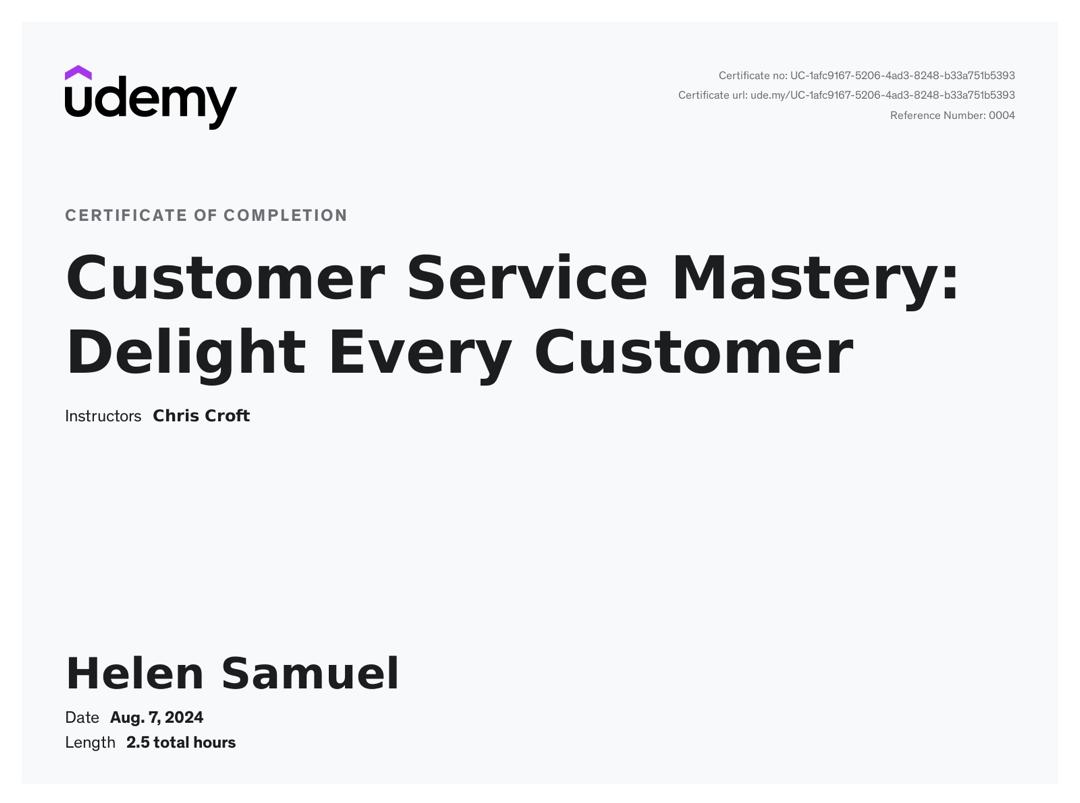 udemy
Certificate no: UC-1afc9167-5206-4ad3-8248-b33a751b5393
Certificate url: ude.my/UC-1afc9167-5206-4ad3-8248-b33a751b5393
Reference Number: 0004
CERTIFICATE OF COMPLETION
Customer Service Mastery:
Delight Every Customer
Instructors Chris Croft
Helen Samuel
Date Aug. 7, 2024
Length 2.5 total hours